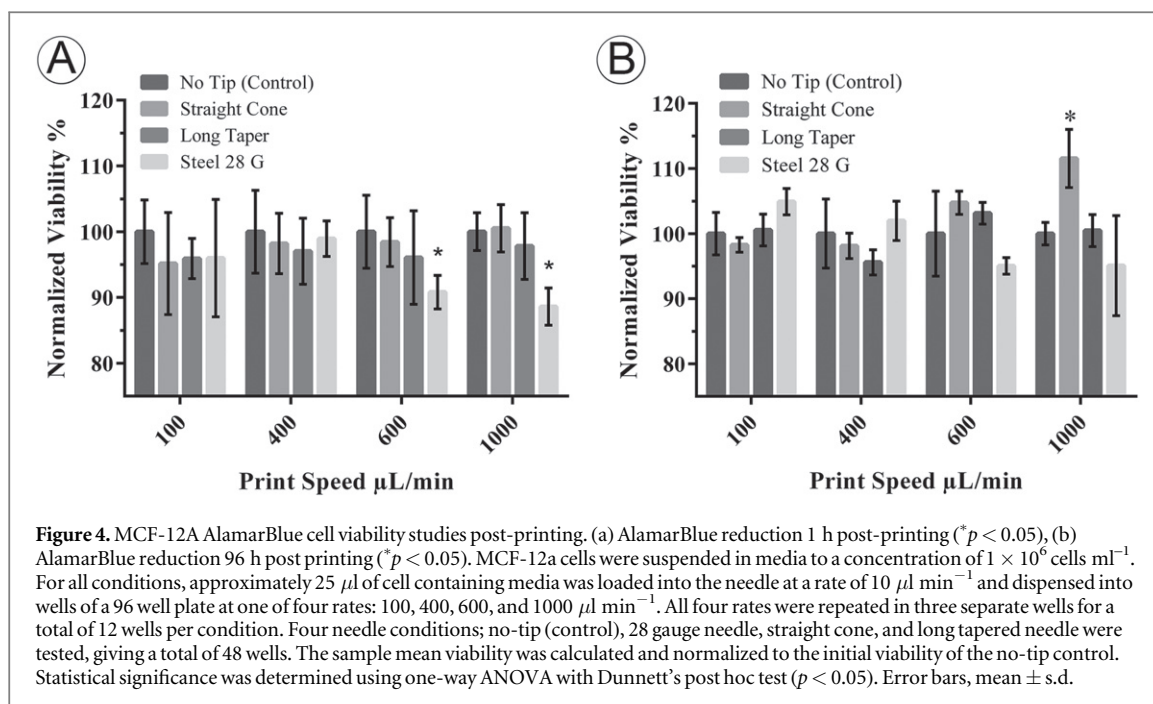 A
No Tip (Control)
Straight Cone
Long Taper
Steel 28 G
120
110
100
90
80
Normalized Viability %
*
*
100
400
600
1000
Print Speed µL/min
B
No Tip (Control)
Straight Cone
Long Taper
Steel 28 G
120
110
100
90
80
Normalized Viability %
*
100
400
600
1000
Print Speed µL/min
Figure 4. MCF-12A AlamarBlue cell viability studies post-printing. (a) AlamarBlue reduction 1 h post-printing (*p < 0.05), (b)
AlamarBlue reduction 96 h post printing (*p < 0.05). MCF-12a cells were suspended in media to a concentration of 1 × 10⁶ cells ml⁻¹.
For all conditions, approximately 25 µl of cell containing media was loaded into the needle at a rate of 10 µl min⁻¹ and dispensed into
wells of a 96 well plate at one of four rates: 100, 400, 600, and 1000 µl min⁻¹. All four rates were repeated in three separate wells for a
total of 12 wells per condition. Four needle conditions; no-tip (control), 28 gauge needle, straight cone, and long tapered needle were
tested, giving a total of 48 wells. The sample mean viability was calculated and normalized to the initial viability of the no-tip control.
Statistical significance was determined using one-way ANOVA with Dunnett's post hoc test (p < 0.05). Error bars, mean ± s.d.